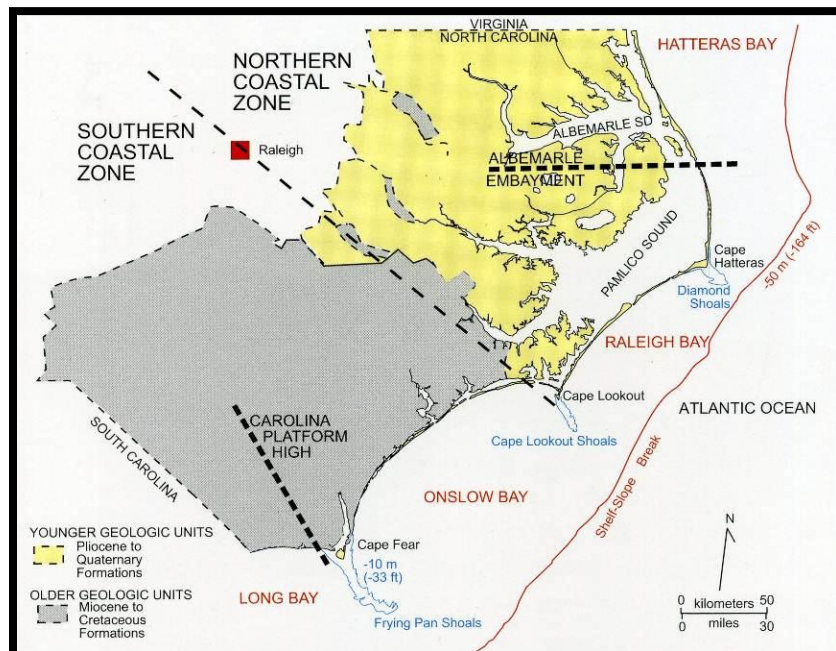 VIRGINIA
NORTH CAROLINA
HATTERAS BAY
NORTHERN
COASTAL
ZONE
SOUTHERN
COASTAL
ZONE
Raleigh
ALBEMARLE SD
ALBEMARLE
EMBAYMENT
PAMLICO SOUND
Cape
Hatteras
Diamond
Shoals
-50 m (-164 ft)
RALEIGH BAY
Cape Lookout
ATLANTIC OCEAN
Cape Lookout Shoals
CAROLINA
PLATFORM
HIGH
SOUTH CAROLINA
ONSLOW BAY
Shelf-Slope Break
YOUNGER GEOLOGIC UNITS
Pliocene to
Quaternary
Formations
OLDER GEOLOGIC UNITS
Miocene to
Cretaceous
Formations
Cape Fear
-10 m
(-33 ft)
LONG BAY
Frying Pan Shoals
N
0 50
kilometers
0 30
miles